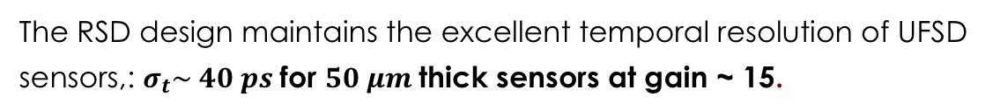 The RSD design maintains the excellent temporal resolution of UFSD
sensors,: σₜ~ 40 ps for 50 μm thick sensors at gain ~ 15.